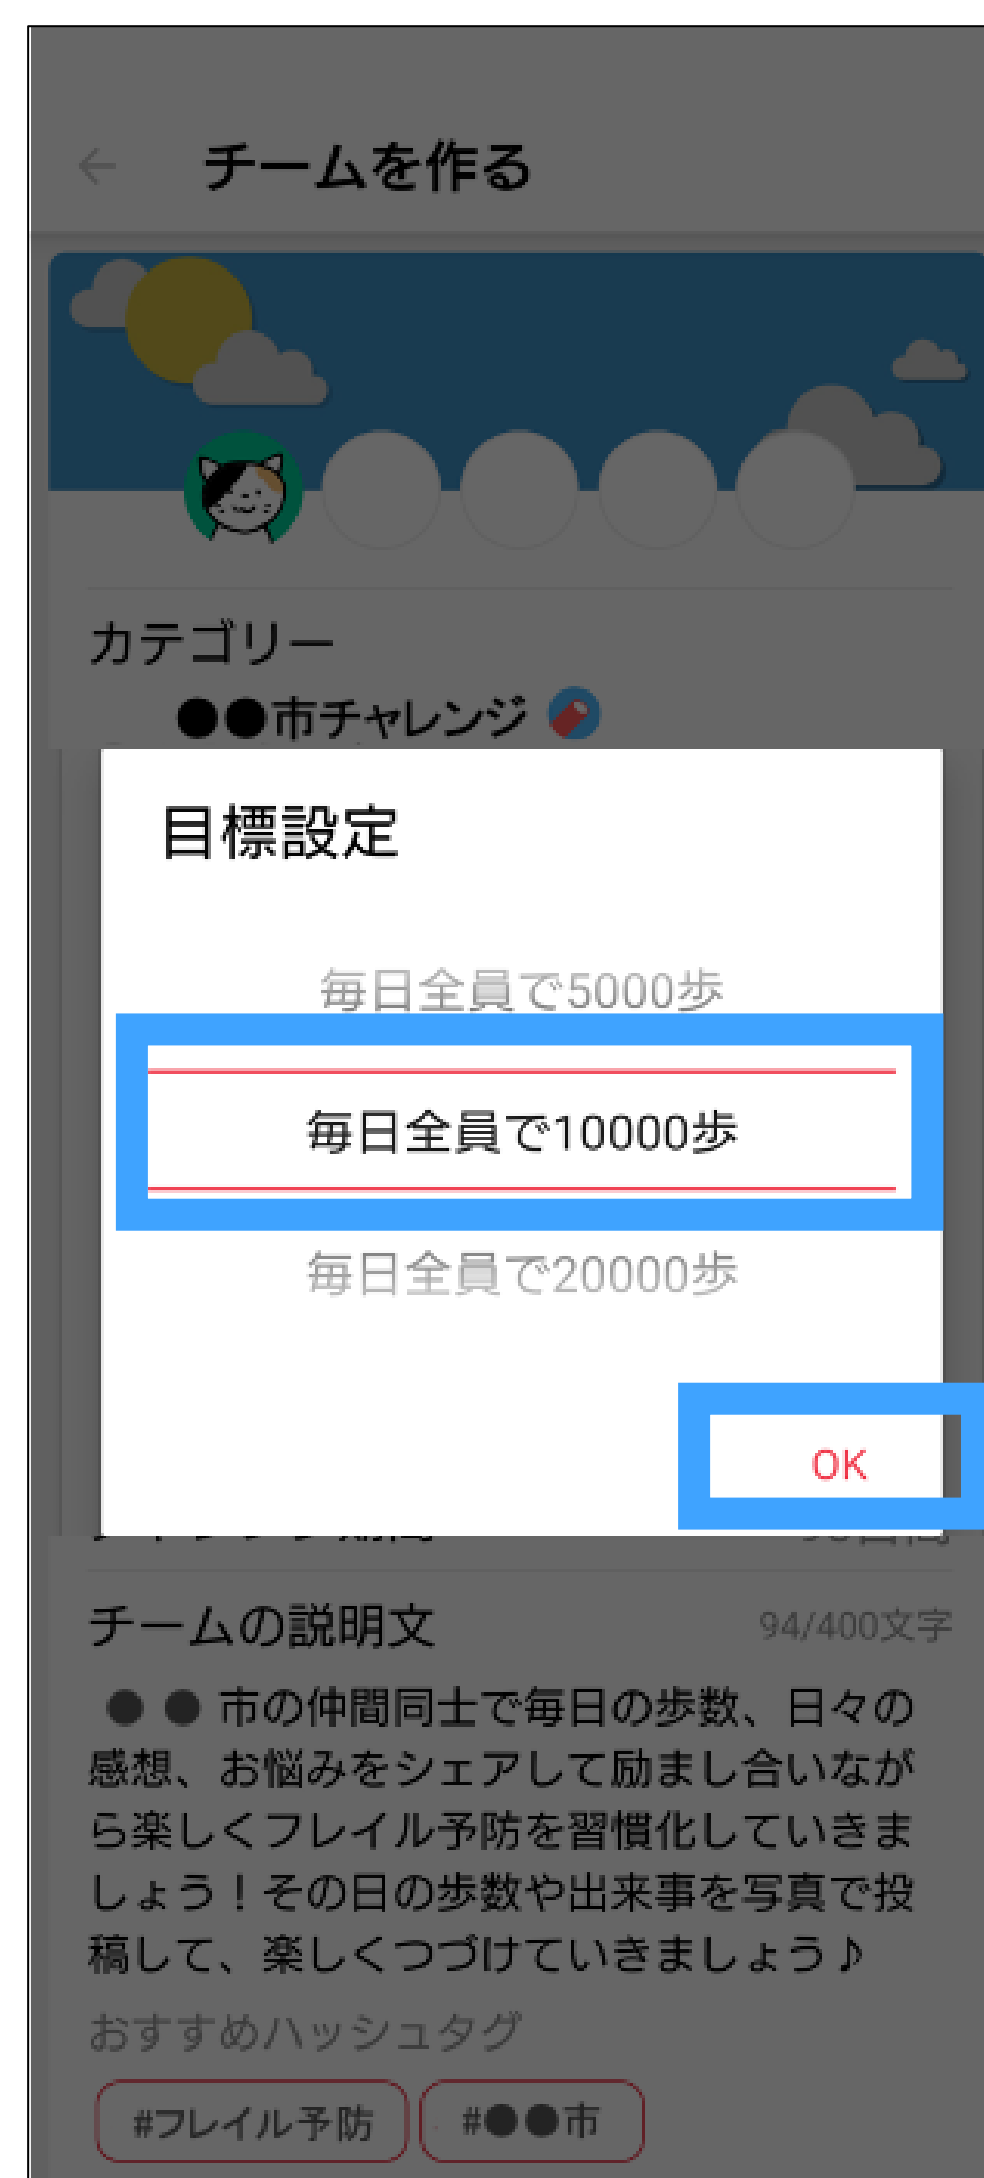 チームを作る
カテゴリー
●●市チャレンジ
目標設定
毎日全員で5000歩
毎日全員で10000歩
毎日全員で20000歩
OK
チームの説明文 94/400文字
●●市の仲間同士で毎日の歩数、日々の
感想、お悩みをシェアして励まし合いなが
ら楽しくフレイル予防を習慣化していきま
しょう！その日の歩数や出来事を写真で投
稿して、楽しくつづけていきましょう♪
おすすめハッシュタグ
#フレイル予防 #●●市